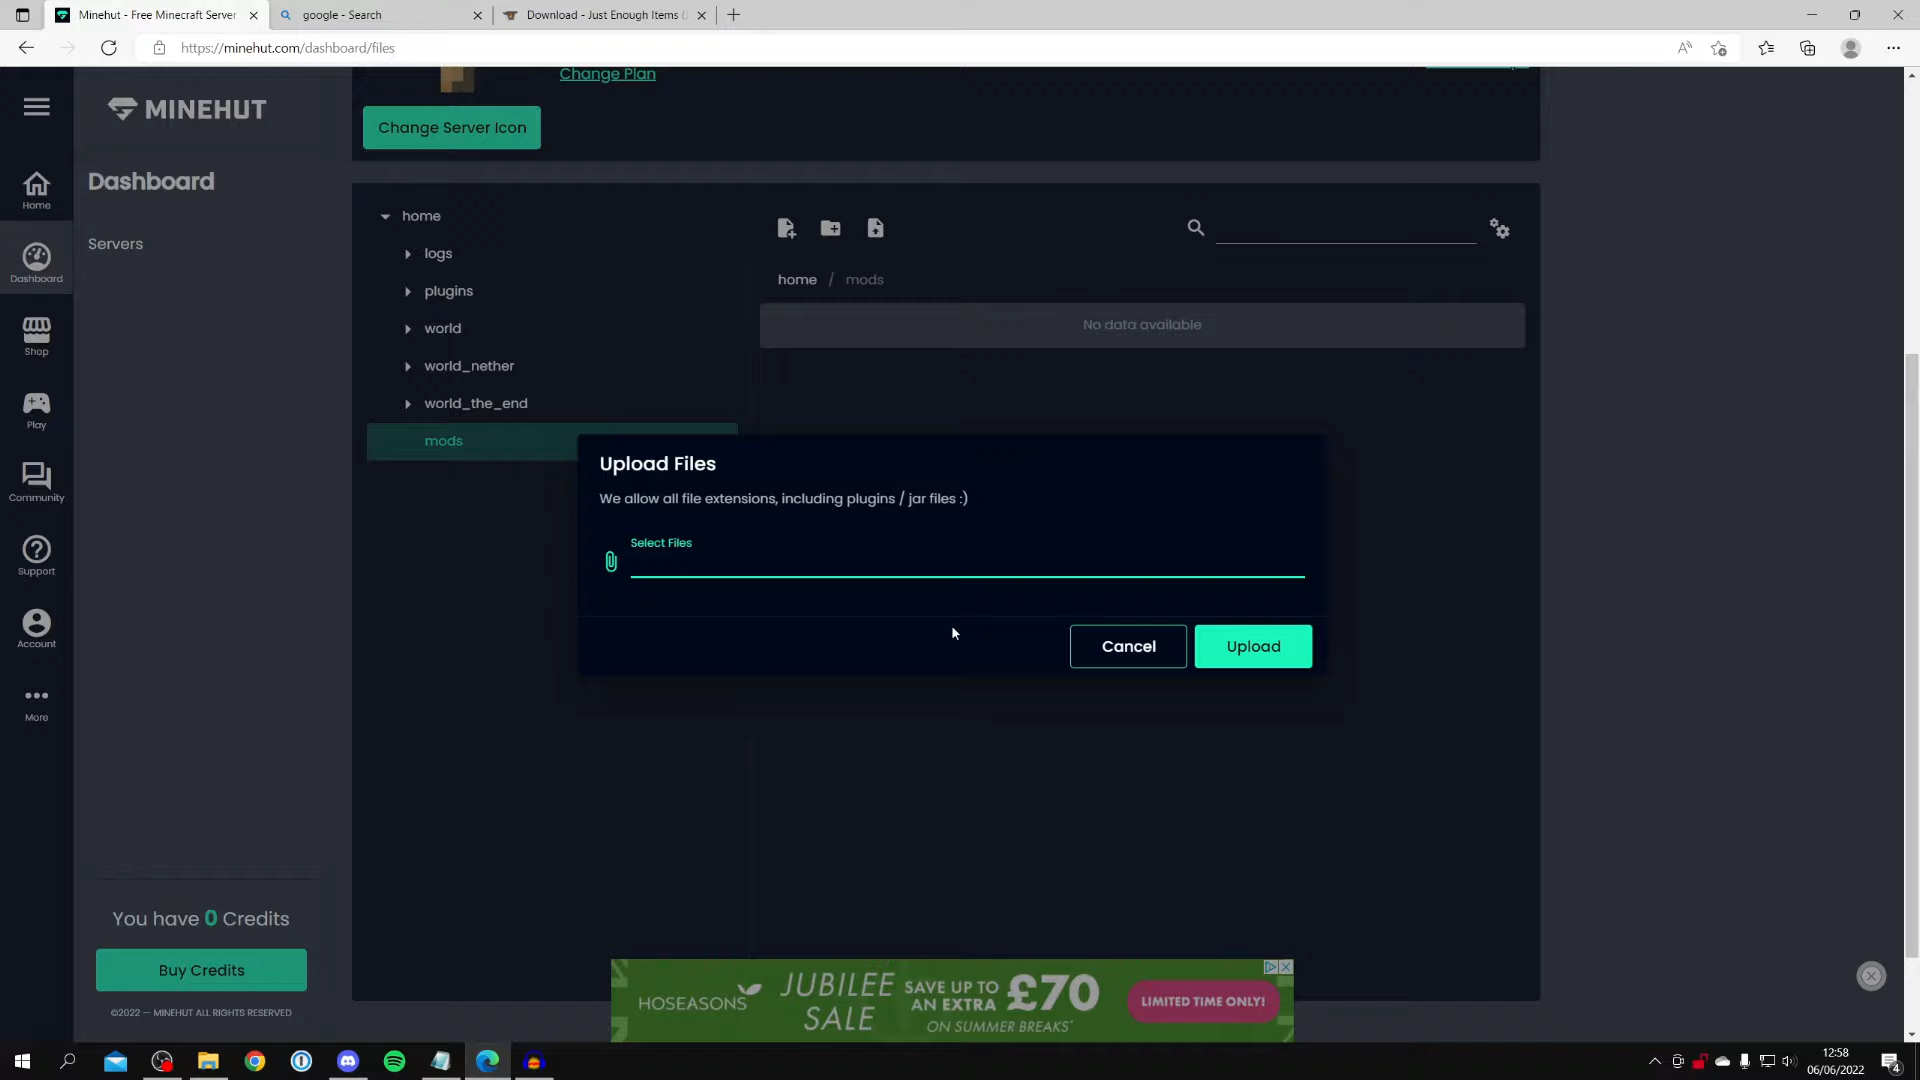 Minehut - Free Minecraft Server
google - Search
Download - Just Enough Items
https://minehut.com/dashboard/files
MINEHUT
Change Plan
Change Server Icon
Home
Dashboard
Shop
Play
Community
Support
Account
More
Dashboard
Servers
home
logs
plugins
world
world_nether
world_the_end
mods
home / mods
No data available
Upload Files
We allow all file extensions, including plugins / jar files :)
Select Files
Cancel
Upload
You have 0 Credits
Buy Credits
©2022 — MINEHUT ALL RIGHTS RESERVED
HOSEASONS
JUBILEE
SALE
SAVE UP TO
AN EXTRA £70
ON SUMMER BREAKS*
LIMITED TIME ONLY!
12:58
06/06/2022
4